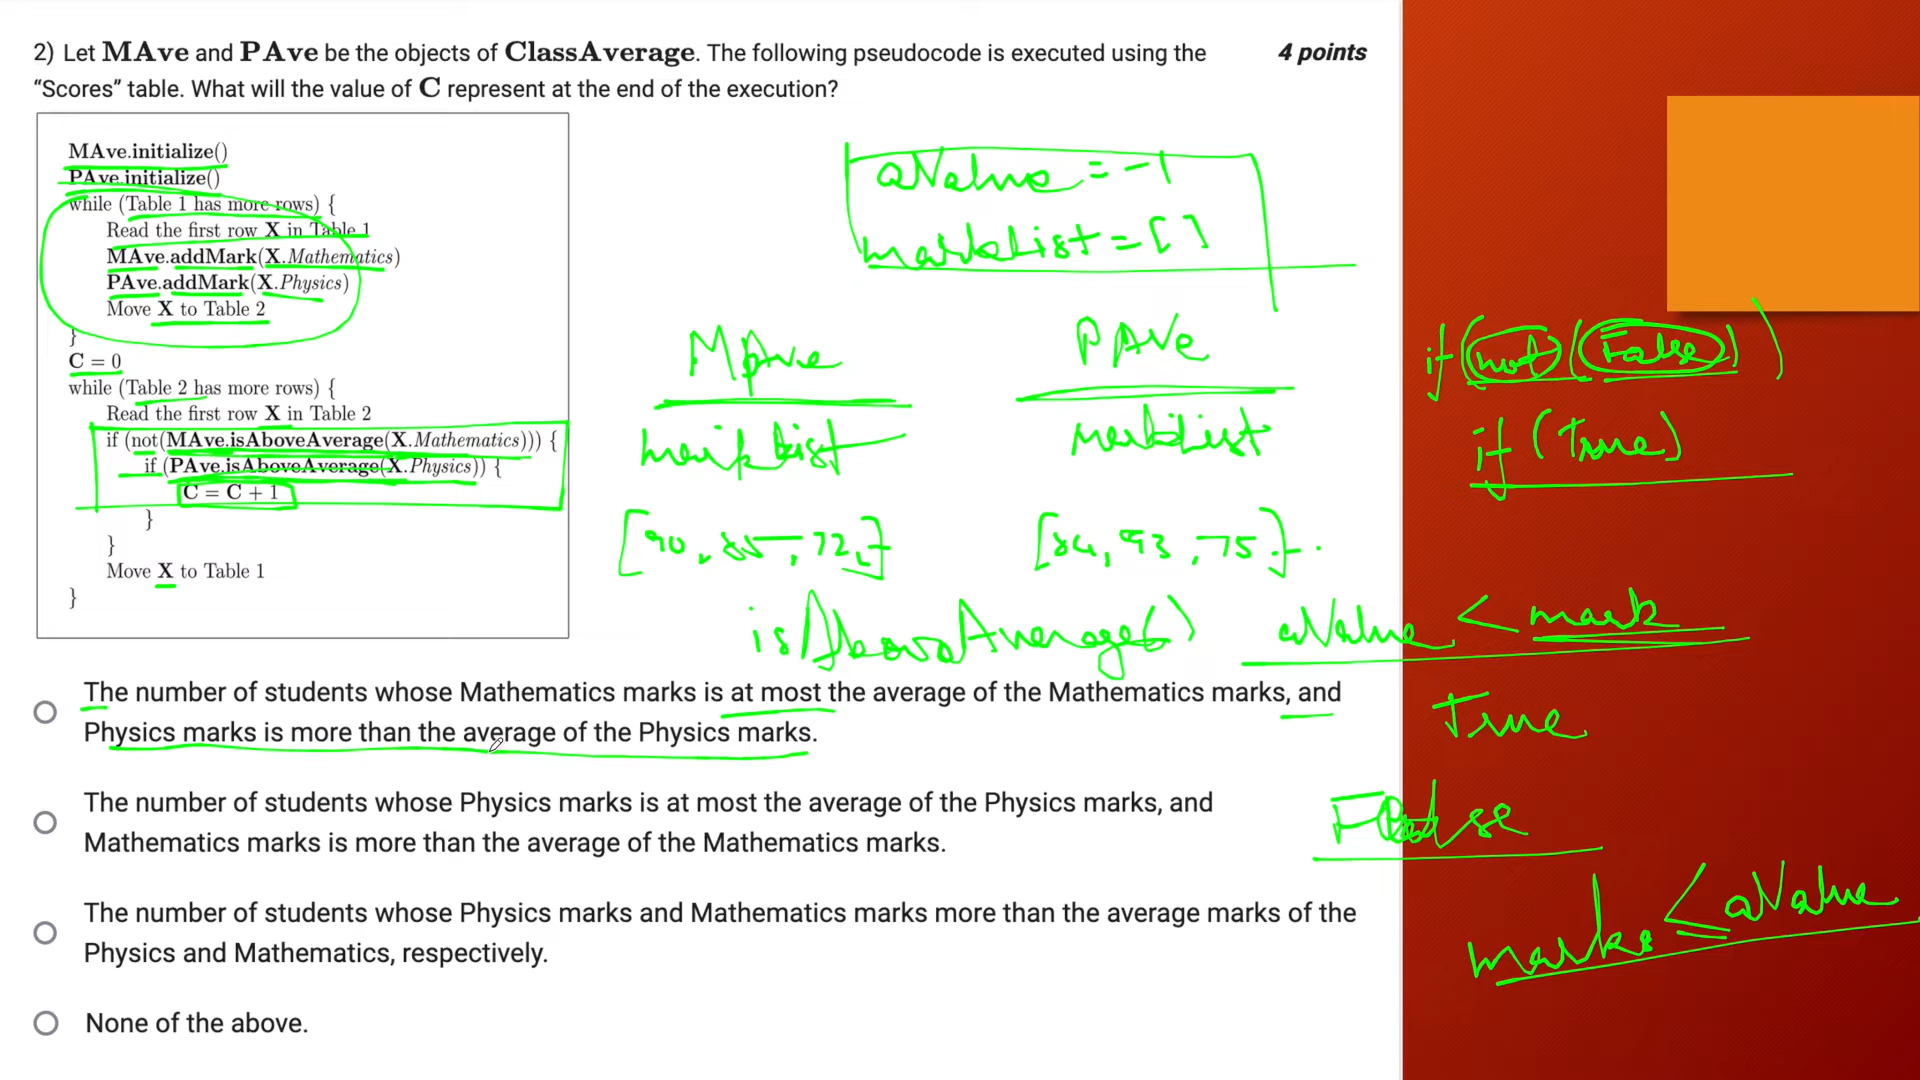 2) Let MAve and PAve be the objects of ClassAverage. The following pseudocode is executed using the
4 points
“Scores” table. What will the value of C represent at the end of the execution?
MAve.initialize()
PAve.initialize()
while (Table 1 has more rows) {
Read the first row X in Table 1
MAve.addMark(X.Mathematics)
PAve.addMark(X.Physics)
Move X to Table 2
}
C = 0
while (Table 2 has more rows) {
Read the first row X in Table 2
if (not(MAve.isAboveAverage(X.Mathematics))) {
if (PAve.isAboveAverage(X.Physics)) {
C = C + 1
}
}
Move X to Table 1
}
aValue = -1
markList = [ ]
MAve
PAve
markList
markList
[90, 85, 72,]
[84, 93, 75].
isAboveAverage()
aValue < mark
if (not (False))
if (True)
True
False
marks ≤ aValue
The number of students whose Mathematics marks is at most the average of the Mathematics marks, and
Physics marks is more than the average of the Physics marks.
The number of students whose Physics marks is at most the average of the Physics marks, and
Mathematics marks is more than the average of the Mathematics marks.
The number of students whose Physics marks and Mathematics marks more than the average marks of the
Physics and Mathematics, respectively.
None of the above.